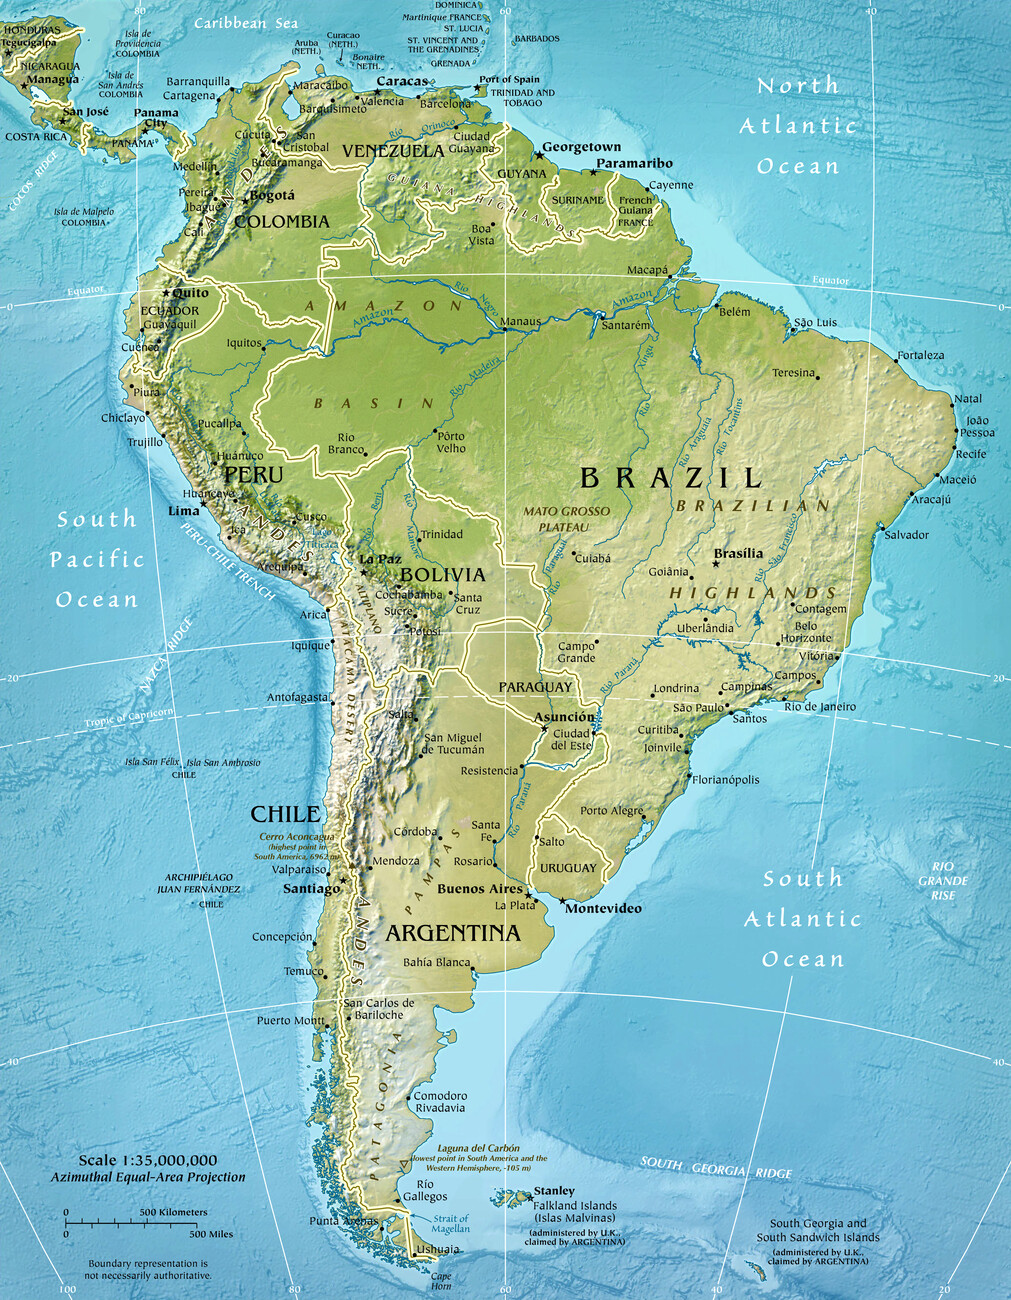 Caribbean Sea
80
60
40
HONDURAS
Tegucigalpa
NICARAGUA
Managua
Isla de
Providencia
COLOMBIA
Isla de
San Andrés
COLOMBIA
Aruba
(NETH.)
Curacao
(NETH.)
Bonaire
NETH.
DOMINICA
Martinique FRANCE
ST. LUCIA
ST. VINCENT AND
THE GRENADINES
GRENADA
BARBADOS
Port of Spain
TRINIDAD AND
TOBAGO
San José
COSTA RICA
Panama
City
PANAMA
Barranquilla
Cartagena
Maracaibo
Caracas
Barquisimeto
Valencia
Barcelona
Cúcuta
San
Cristobal
Bucaramanga
VENEZUELA
Río Orinoco
Ciudad
Guayana
Georgetown
Paramaribo
GUYANA
SURINAME
Cayenne
French
Guiana
FRANCE
GUIANA
HIGHLANDS
North
Atlantic
Ocean
COCOS RIDGE
Isla de Malpelo
COLOMBIA
Medellín
Pereira
Ibagué
Bogotá
Cali
COLOMBIA
ANDES
Boa
Vista
Macapá
Equator
Equator
0
0
Quito
ECUADOR
Guayaquil
Cuenca
AMAZON
Amazon
Rio Negro
Amazon
Iquitos
Manaus
Santarém
Belém
São Luis
Fortaleza
Teresina
Natal
João
Pessoa
Recife
Maceió
Aracajú
Salvador
Piura
Chiclayo
Trujillo
Pucallpa
Huánuco
PERU
BASIN
Rio Madeira
Rio
Branco
Pôrto
Velho
Xingu
Rio
Rio Araguaia
Rio Tocantins
BRAZIL
BRAZILIAN
HIGHLANDS
MATO GROSSO
PLATEAU
Huancayo
Lima
Ica
Cusco
ANDES
Lago
Titicaca
Arequipa
South
Pacific
Ocean
PERU-CHILE TRENCH
NAZCA RIDGE
Río Beni
Río
Mamoré
Trinidad
La Paz
BOLIVIA
Cochabamba
Santa
Cruz
Sucre
Potosí
ALTIPLANO
Cuiabá
Rio Paraguai
Goiânia
Brasília
Rio São Francisco
Contagem
Belo
Horizonte
Uberlândia
Vitória
Campos
Campo
Grande
Arica
Iquique
Antofagasta
ATACAMA DESERT
20
20
Tropic of Capricorn
PARAGUAY
Asunción
Ciudad
del Este
Rio Paraná
Londrina
Campinas
São Paulo
Rio de Janeiro
Santos
Curitiba
Joinvile
Florianópolis
Porto Alegre
Salta
San Miguel
de Tucumán
Resistencia
Isla San Félix
Isla San Ambrosio
CHILE
CHILE
Cerro Aconcagua
(highest point in
South America, 6962 m)
Valparaiso
Santiago
ARCHIPIÉLAGO
JUAN FERNÁNDEZ
CHILE
Córdoba
Mendoza
Santa
Fe
Rosario
Río Paraná
Salto
URUGUAY
PAMPAS
Buenos Aires
La Plata
Montevideo
ARGENTINA
ANDES
South
Atlantic
Ocean
RIO
GRANDE
RISE
Concepción
Temuco
Bahía Blanca
San Carlos de
Bariloche
Puerto Montt
40
40
PATAGONIA
Comodoro
Rivadavia
Laguna del Carbón
(lowest point in South America and the
Western Hemisphere, -105 m)
Río
Gallegos
Punta Arenas
Strait of
Magellan
Ushuaia
Cape
Horn
Stanley
Falkland Islands
(Islas Malvinas)
(administered by U.K.,
claimed by ARGENTINA)
SOUTH GEORGIA RIDGE
South Georgia and
South Sandwich Islands
(administered by U.K.,
claimed by ARGENTINA)
Scale 1:35,000,000
Azimuthal Equal-Area Projection
0
500 Kilometers
0
500 Miles
Boundary representation is
not necessarily authoritative.
100
80
60
40
20